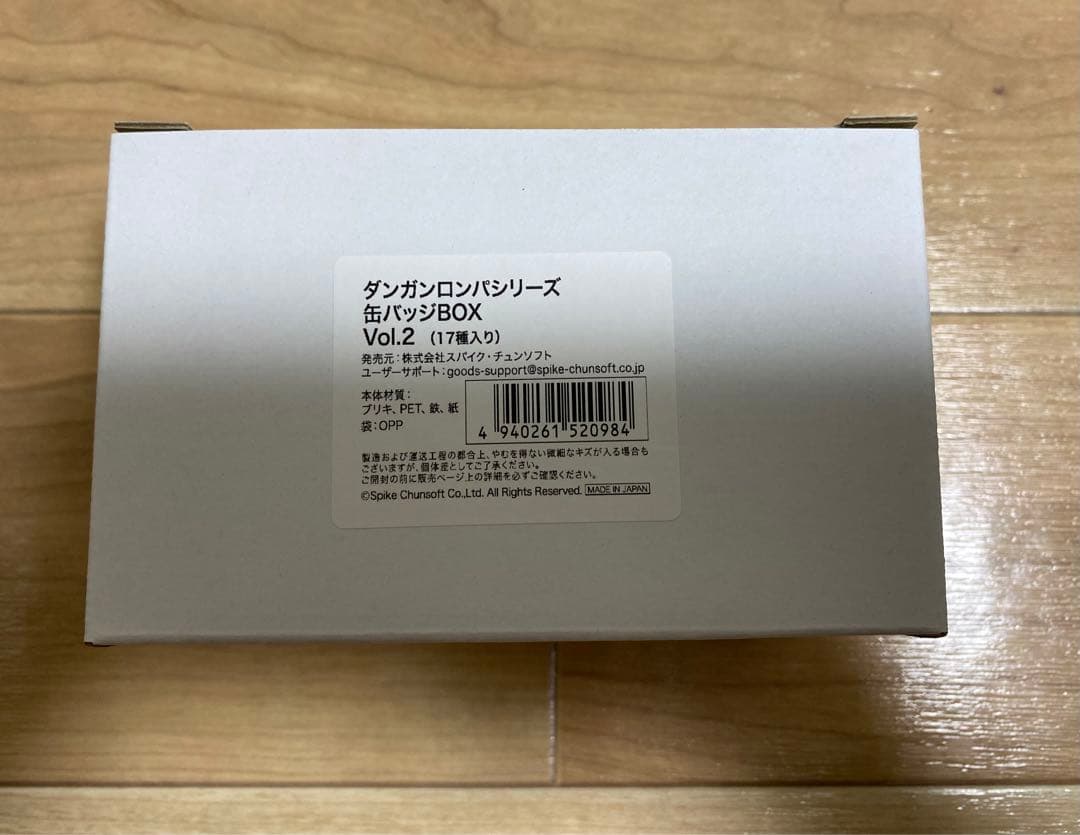 ダンガンロンパシリーズ
缶バッジBOX
Vol.2 (17種入り)
発売元:株式会社スパイク・チュンソフト
ユーザーサポート:goods-support@spike-chunsoft.co.jp
本体材質:
ブリキ、PET、鉄、紙
袋:OPP
4 940261 520984
製造および運送工程の都合上、やむを得ない微細なキズが入る場合も
ございますが、個体差としてご了承ください。
ご開封の前に販売ページ上の詳細を必ずご確認ください。
©Spike Chunsoft Co.,Ltd. All Rights Reserved. MADE IN JAPAN